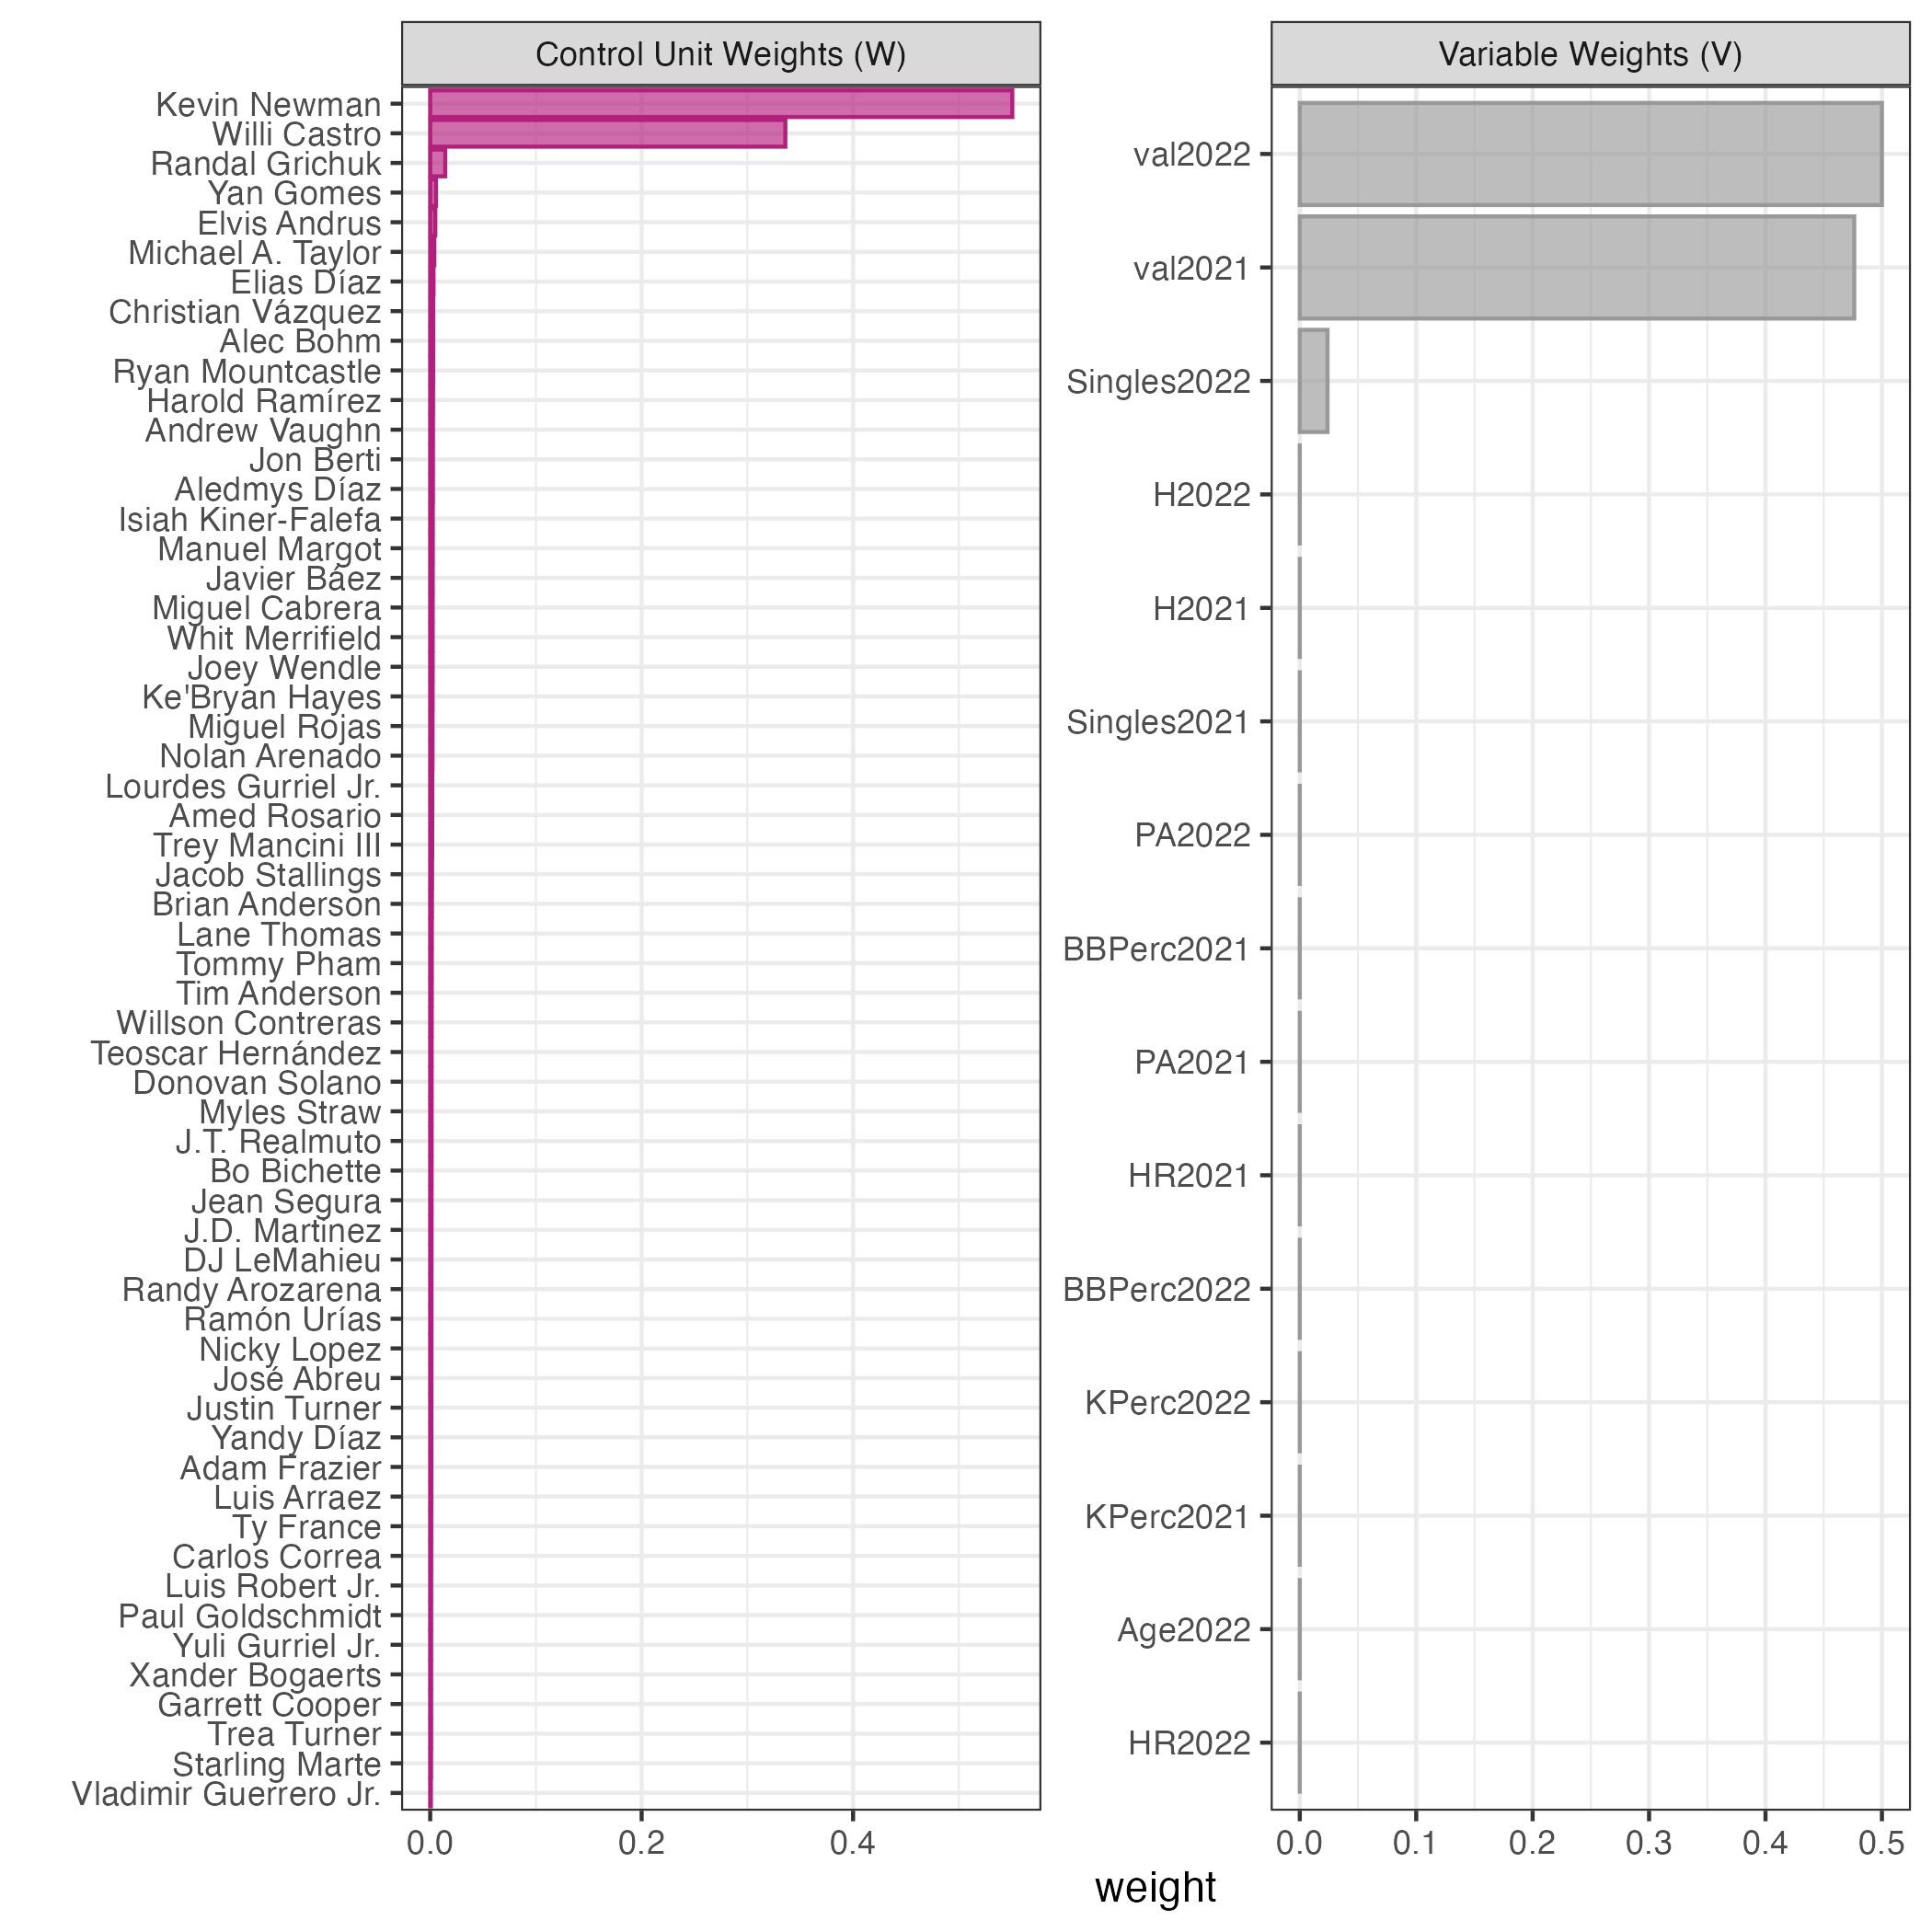 Control Unit Weights (W)
Kevin Newman
Willi Castro
Randal Grichuk
Yan Gomes
Elvis Andrus
Michael A. Taylor
Elias Díaz
Christian Vázquez
Alec Bohm
Ryan Mountcastle
Harold Ramírez
Andrew Vaughn
Jon Berti
Aledmys Díaz
Isiah Kiner-Falefa
Manuel Margot
Javier Báez
Miguel Cabrera
Whit Merrifield
Joey Wendle
Ke'Bryan Hayes
Miguel Rojas
Nolan Arenado
Lourdes Gurriel Jr.
Amed Rosario
Trey Mancini III
Jacob Stallings
Brian Anderson
Lane Thomas
Tommy Pham
Tim Anderson
Willson Contreras
Teoscar Hernández
Donovan Solano
Myles Straw
J.T. Realmuto
Bo Bichette
Jean Segura
J.D. Martinez
DJ LeMahieu
Randy Arozarena
Ramón Urías
Nicky Lopez
José Abreu
Justin Turner
Yandy Díaz
Adam Frazier
Luis Arraez
Ty France
Carlos Correa
Luis Robert Jr.
Paul Goldschmidt
Yuli Gurriel Jr.
Xander Bogaerts
Garrett Cooper
Trea Turner
Starling Marte
Vladimir Guerrero Jr.
0.0 0.2 0.4
Variable Weights (V)
val2022
val2021
Singles2022
H2022
H2021
Singles2021
PA2022
BBPerc2021
PA2021
HR2021
BBPerc2022
KPerc2022
KPerc2021
Age2022
HR2022
0.0 0.1 0.2 0.3 0.4 0.5
weight